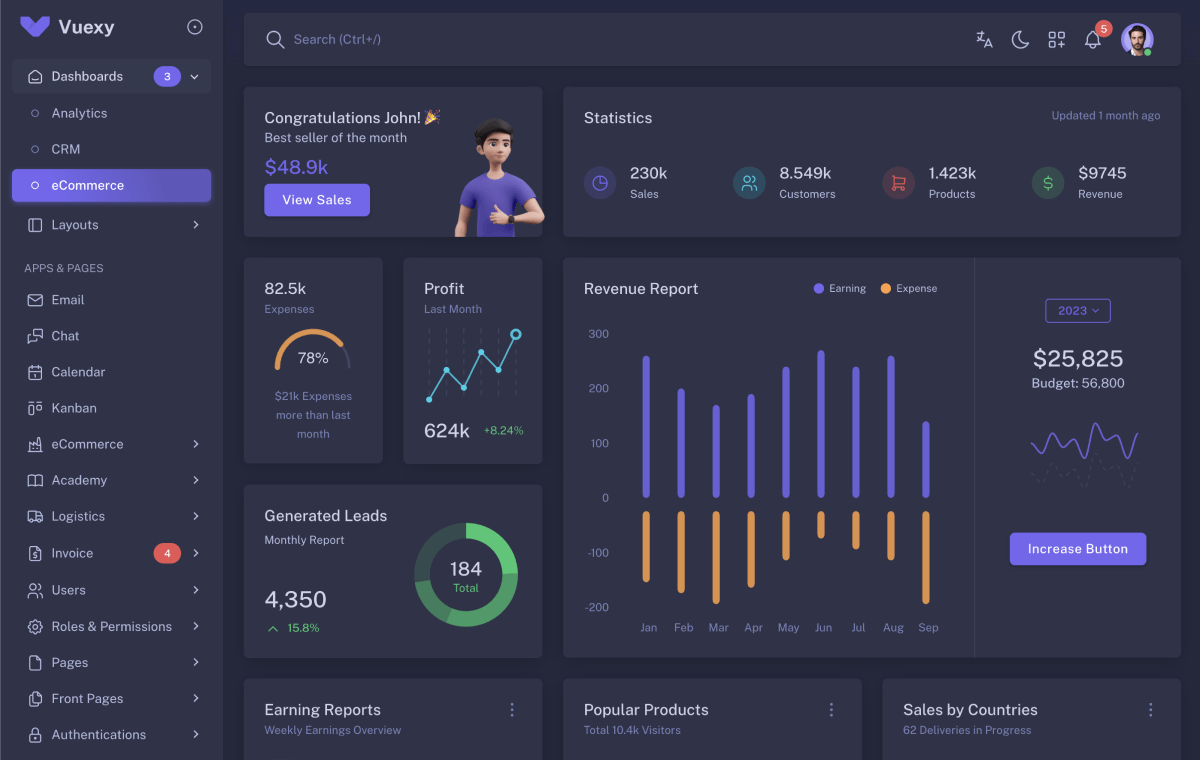 Vuexy
Dashboards 3
Analytics
CRM
eCommerce
Layouts
APPS & PAGES
Email
Chat
Calendar
Kanban
eCommerce
Academy
Logistics
Invoice 4
Users
Roles & Permissions
Pages
Front Pages
Authentications
Search (Ctrl+/)
5
Congratulations John! 🎉
Best seller of the month
$48.9k
View Sales
Statistics
Updated 1 month ago
230k
Sales
8.549k
Customers
1.423k
Products
$9745
Revenue
82.5k
Expenses
78%
$21k Expenses
more than last
month
Profit
Last Month
624k +8.24%
Revenue Report
Earning Expense
300
200
100
0
-100
-200
Jan Feb Mar Apr May Jun Jul Aug Sep
2023
$25,825
Budget: 56,800
Increase Button
Generated Leads
Monthly Report
4,350
15.8%
184
Total
Earning Reports
Weekly Earnings Overview
Popular Products
Total 10.4k Visitors
Sales by Countries
62 Deliveries in Progress